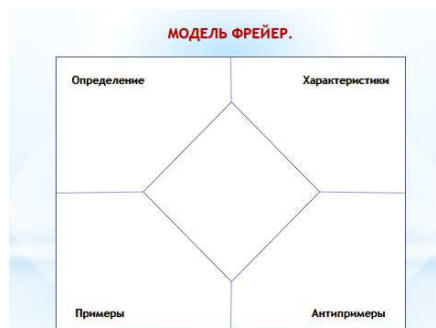 МОДЕЛЬ ФРЕЙЕР.
Определение
Характеристики
Примеры
Антипримеры